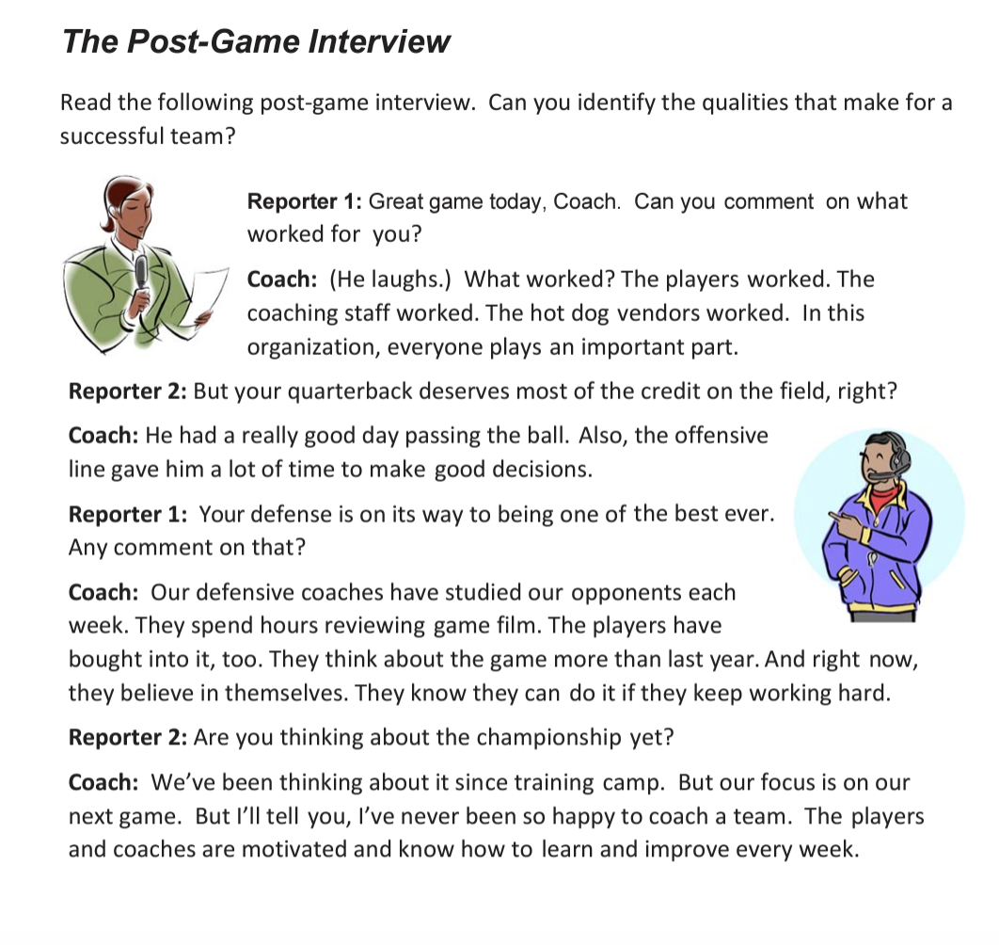 The Post-Game Interview
Read the following post-game interview.  Can you identify the qualities that make for a
successful team?
Reporter 1: Great game today, Coach.  Can you comment  on what
worked for  you?
Coach:  (He laughs.)  What worked? The players worked. The
coaching staff worked. The hot dog vendors worked.  In this
organization, everyone plays an important part.
Reporter 2: But your quarterback deserves most of the credit on the field, right?
Coach: He had a really good day passing the ball. Also, the offensive
line gave him a lot of time to make good decisions.
Reporter 1:  Your defense is on its way to being one of the best ever.
Any comment on that?
Coach:  Our defensive coaches have studied our opponents each
week. They spend hours reviewing game film. The players have
bought into it, too. They think about the game more than last year. And right now,
they believe in themselves. They know they can do it if they keep working hard.
Reporter 2: Are you thinking about the championship yet?
Coach:  We’ve been thinking about it since training camp.  But our focus is on our
next game.  But I’ll tell you, I’ve never been so happy to coach a team.  The players
and coaches are motivated and know how to learn and improve every week.